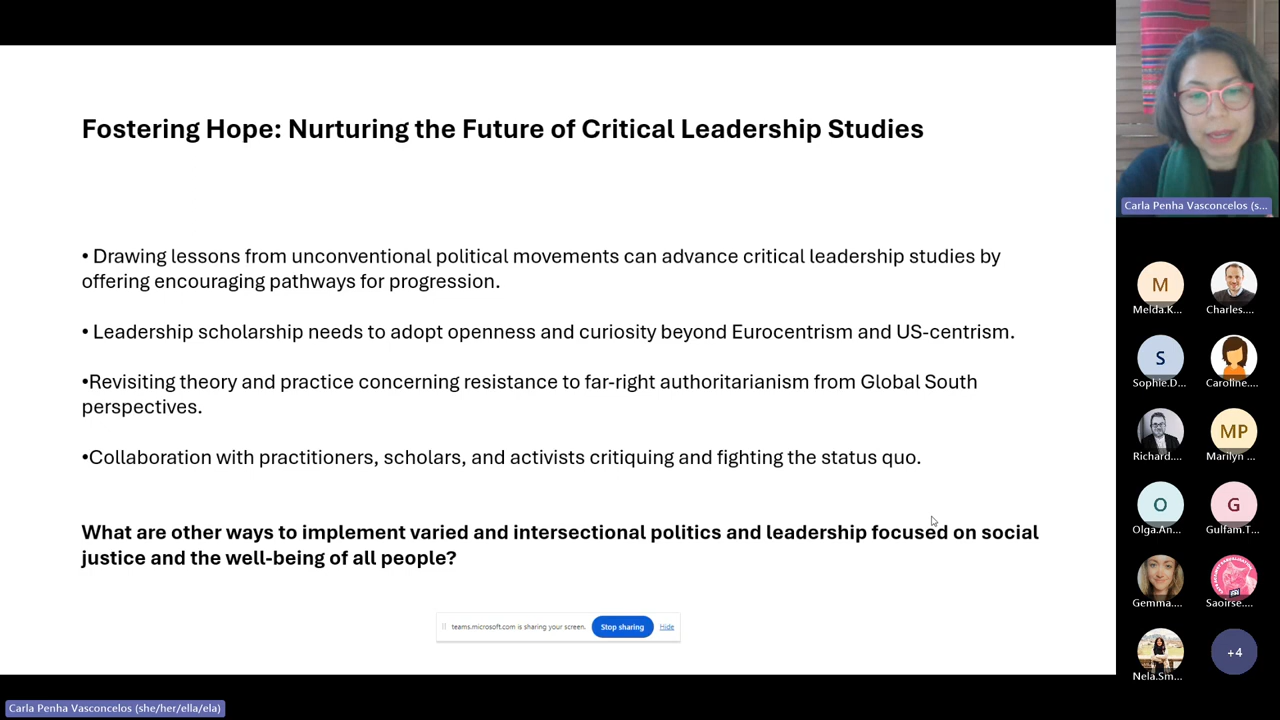 Fostering Hope: Nurturing the Future of Critical Leadership Studies
• Drawing lessons from unconventional political movements can advance critical leadership studies by
offering encouraging pathways for progression.
• Leadership scholarship needs to adopt openness and curiosity beyond Eurocentrism and US-centrism.
•Revisiting theory and practice concerning resistance to far-right authoritarianism from Global South
perspectives.
•Collaboration with practitioners, scholars, and activists critiquing and fighting the status quo.
What are other ways to implement varied and intersectional politics and leadership focused on social
justice and the well-being of all people?
teams.microsoft.com is sharing your screen. Stop sharing Hide
Carla Penha Vasconcelos (she/her/ella/ela)
Carla Penha Vasconcelos (s...
M
Melda.K... Charles....
S
Sophie.D... Caroline....
MP
Richard.... Marilyn ...
O G
Olga.An... Gulfam.T...
Gemma.... Saoirse....
+4
Nela.Sm...